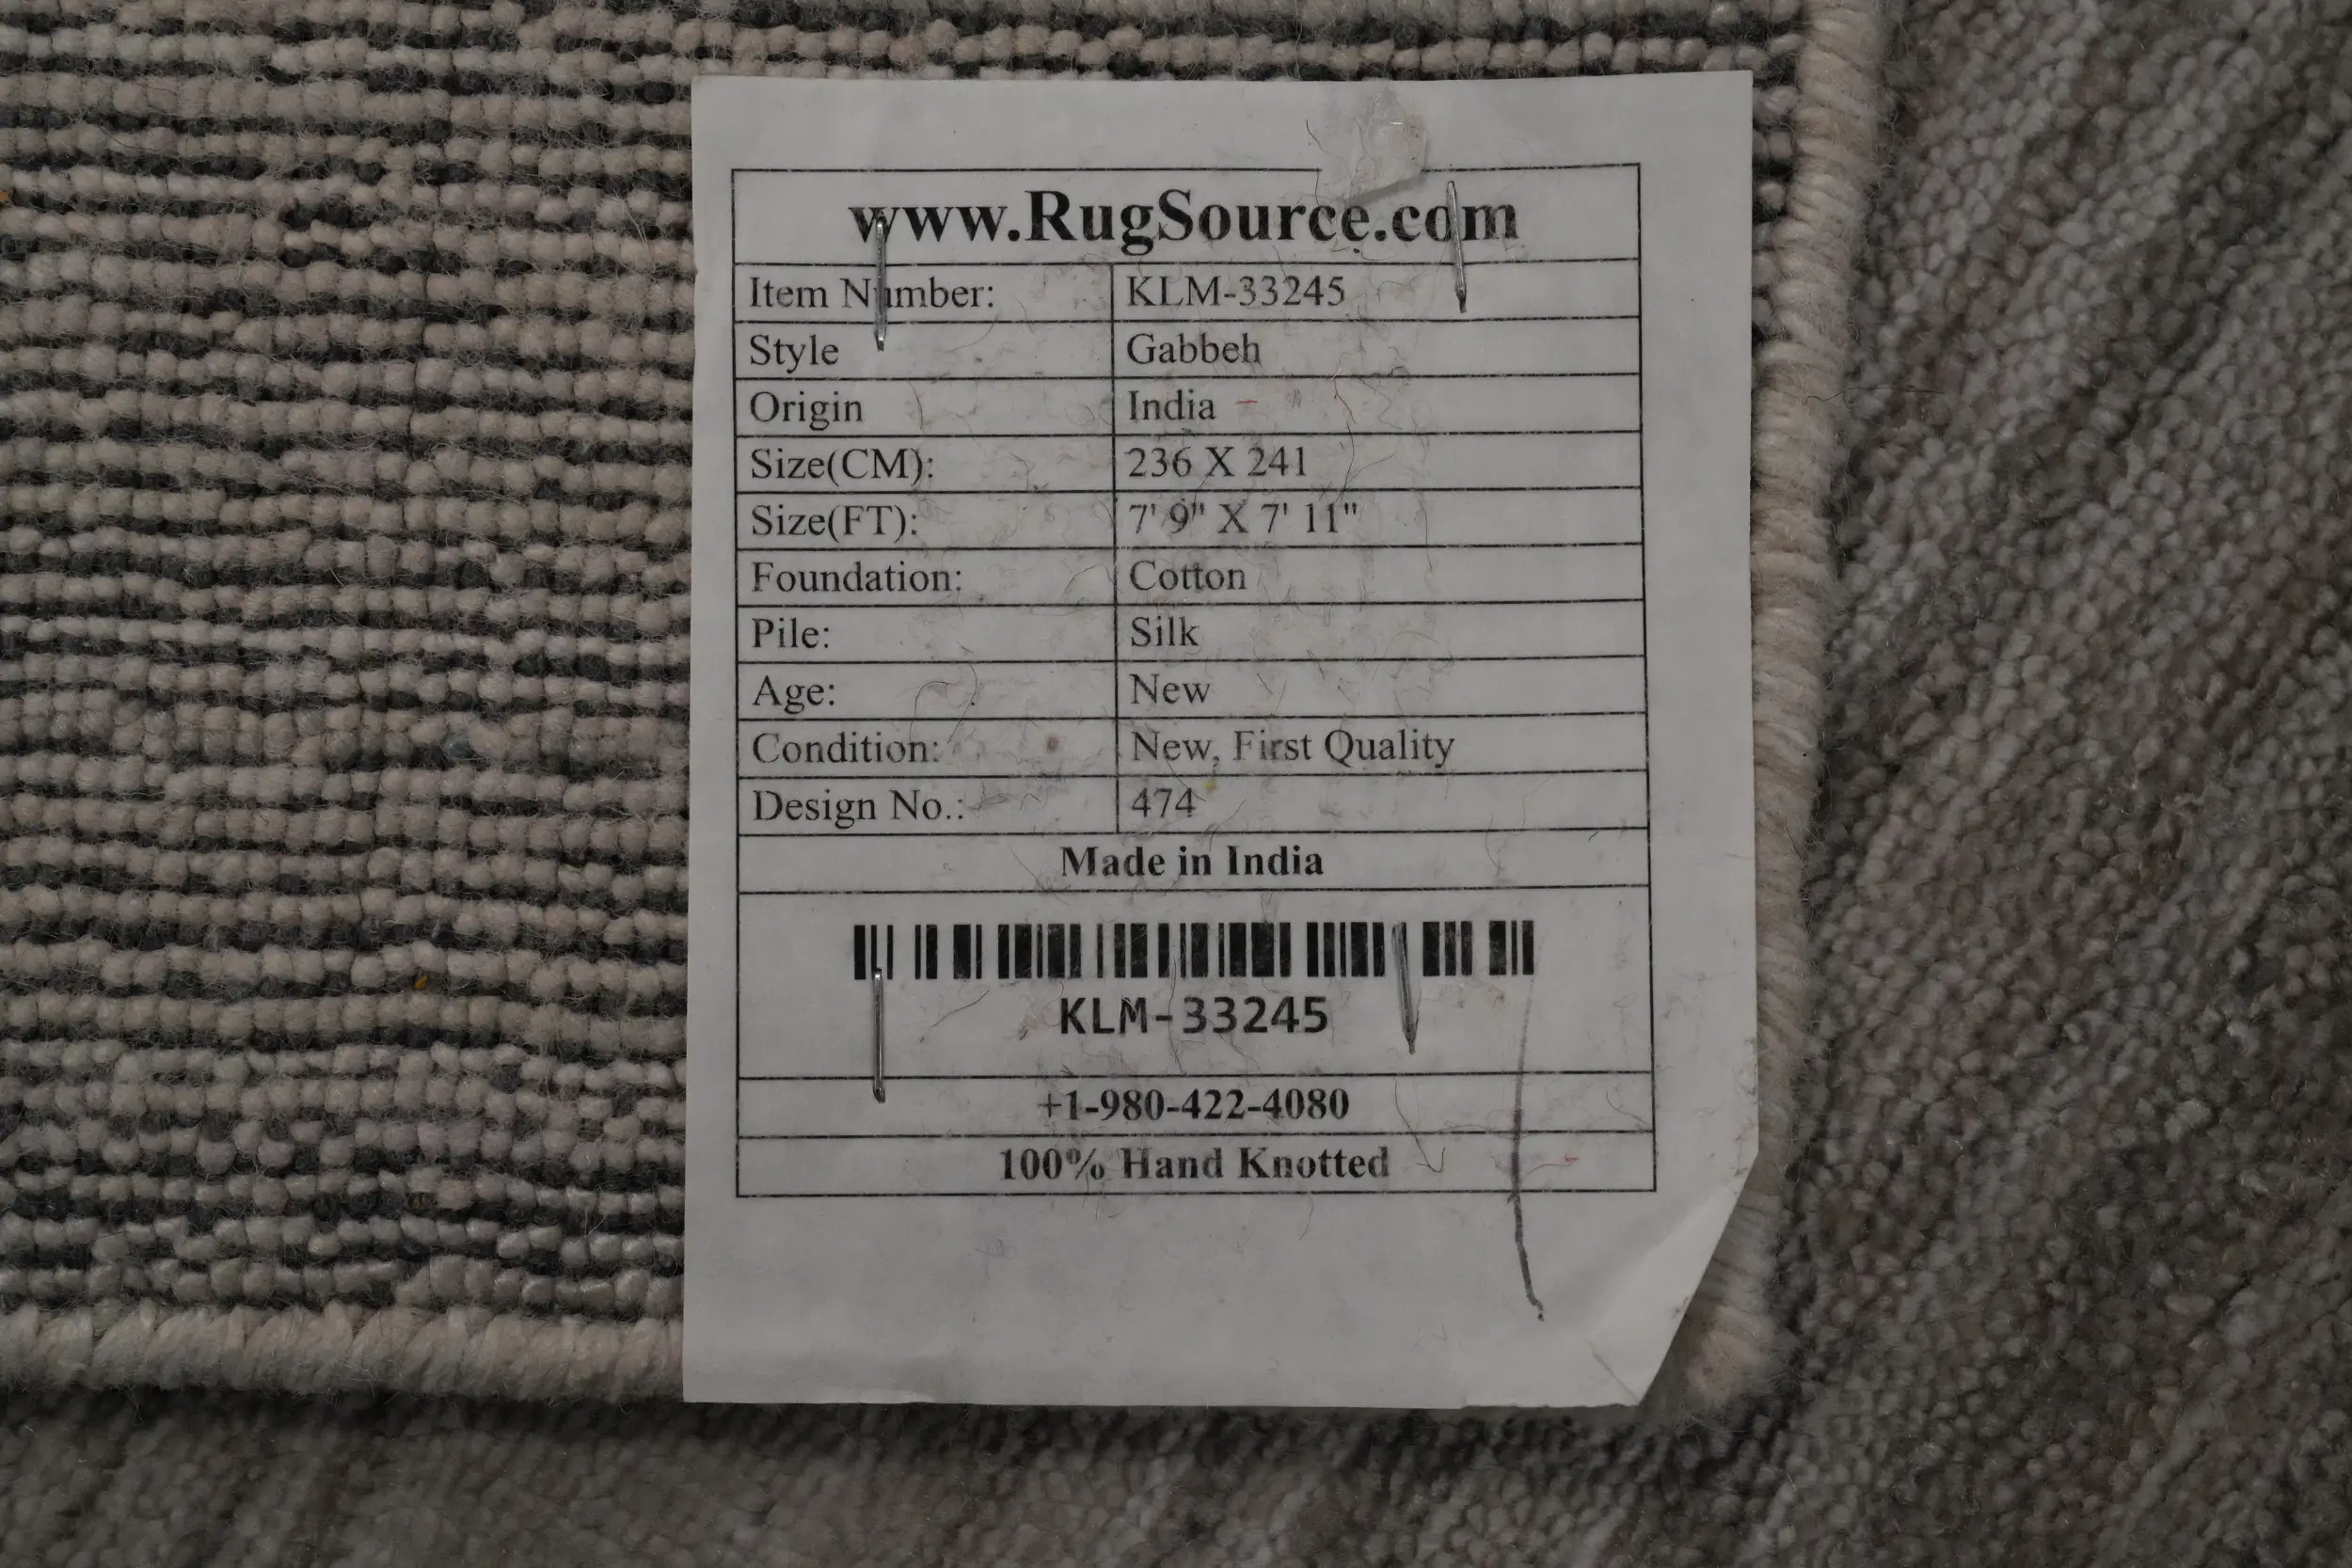 www.RugSource.com
Item Number: KLM-33245
Style Gabbeh
Origin India
Size(CM): 236 X 241
Size(FT): 7' 9" X 7' 11"
Foundation: Cotton
Pile: Silk
Age: New
Condition: New, First Quality
Design No.: 474
Made in India
KLM-33245
+1-980-422-4080
100% Hand Knotted